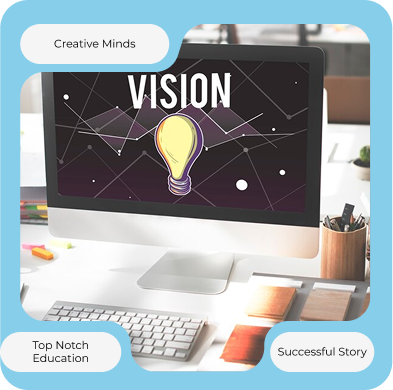 Creative Minds
VISION
Top Notch
Education
Successful Story